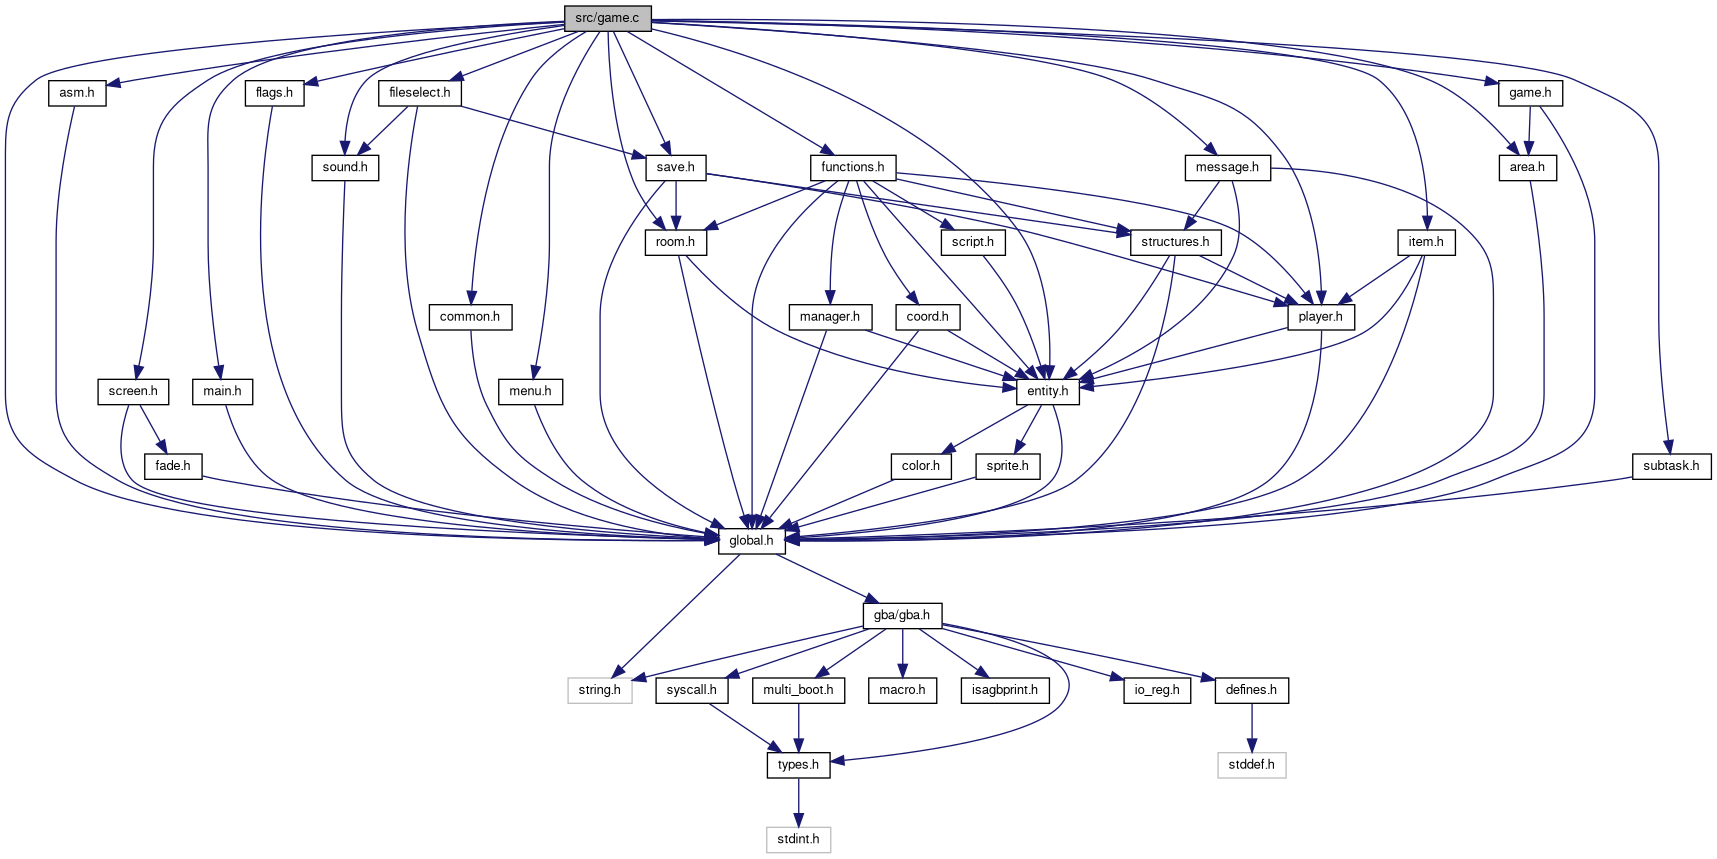 src/game.c
asm.h
flags.h
fileselect.h
game.h
sound.h
save.h
functions.h
message.h
area.h
room.h
script.h
structures.h
item.h
common.h
manager.h
coord.h
player.h
screen.h
main.h
menu.h
entity.h
fade.h
color.h
sprite.h
subtask.h
global.h
gba/gba.h
string.h
syscall.h
multi_boot.h
macro.h
isagbprint.h
io_reg.h
defines.h
types.h
stddef.h
stdint.h